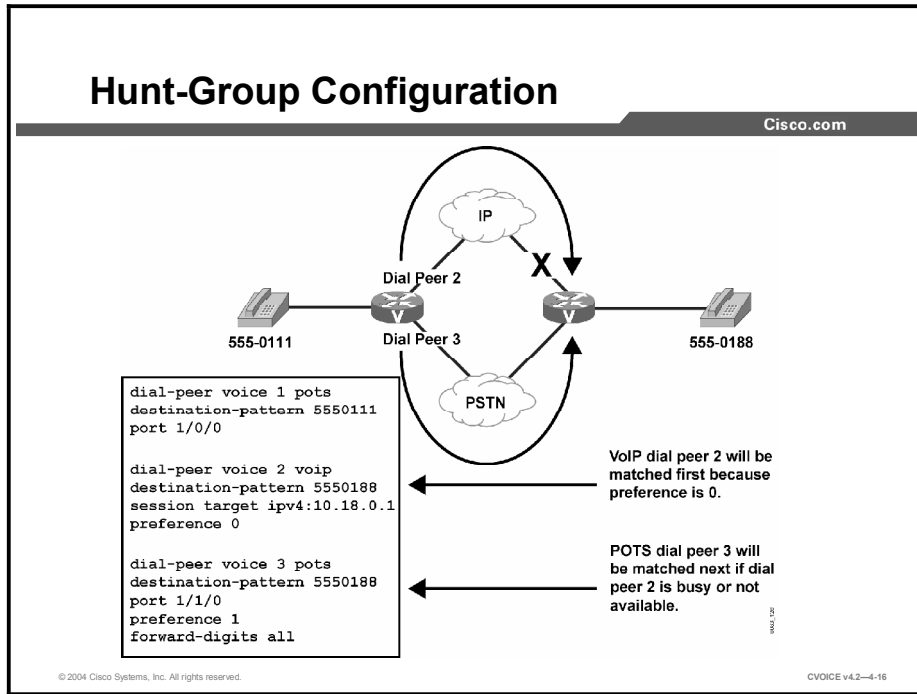 Hunt-Group Configuration
Cisco.com
IP
X
Dial Peer 2
V
V
Dial Peer 3
555-0111
555-0188
PSTN
dial-peer voice 1 pots
destination-pattern 5550111
port 1/0/0
dial-peer voice 2 voip
destination-pattern 5550188
session target ipv4:10.18.0.1
preference 0
dial-peer voice 3 pots
destination-pattern 5550188
port 1/1/0
preference 1
forward-digits all
VoIP dial peer 2 will be
matched first because
preference is 0.
POTS dial peer 3 will
be matched next if dial
peer 2 is busy or not
available.
© 2004 Cisco Systems, Inc. All rights reserved.
CVOICE v4.2—4-16